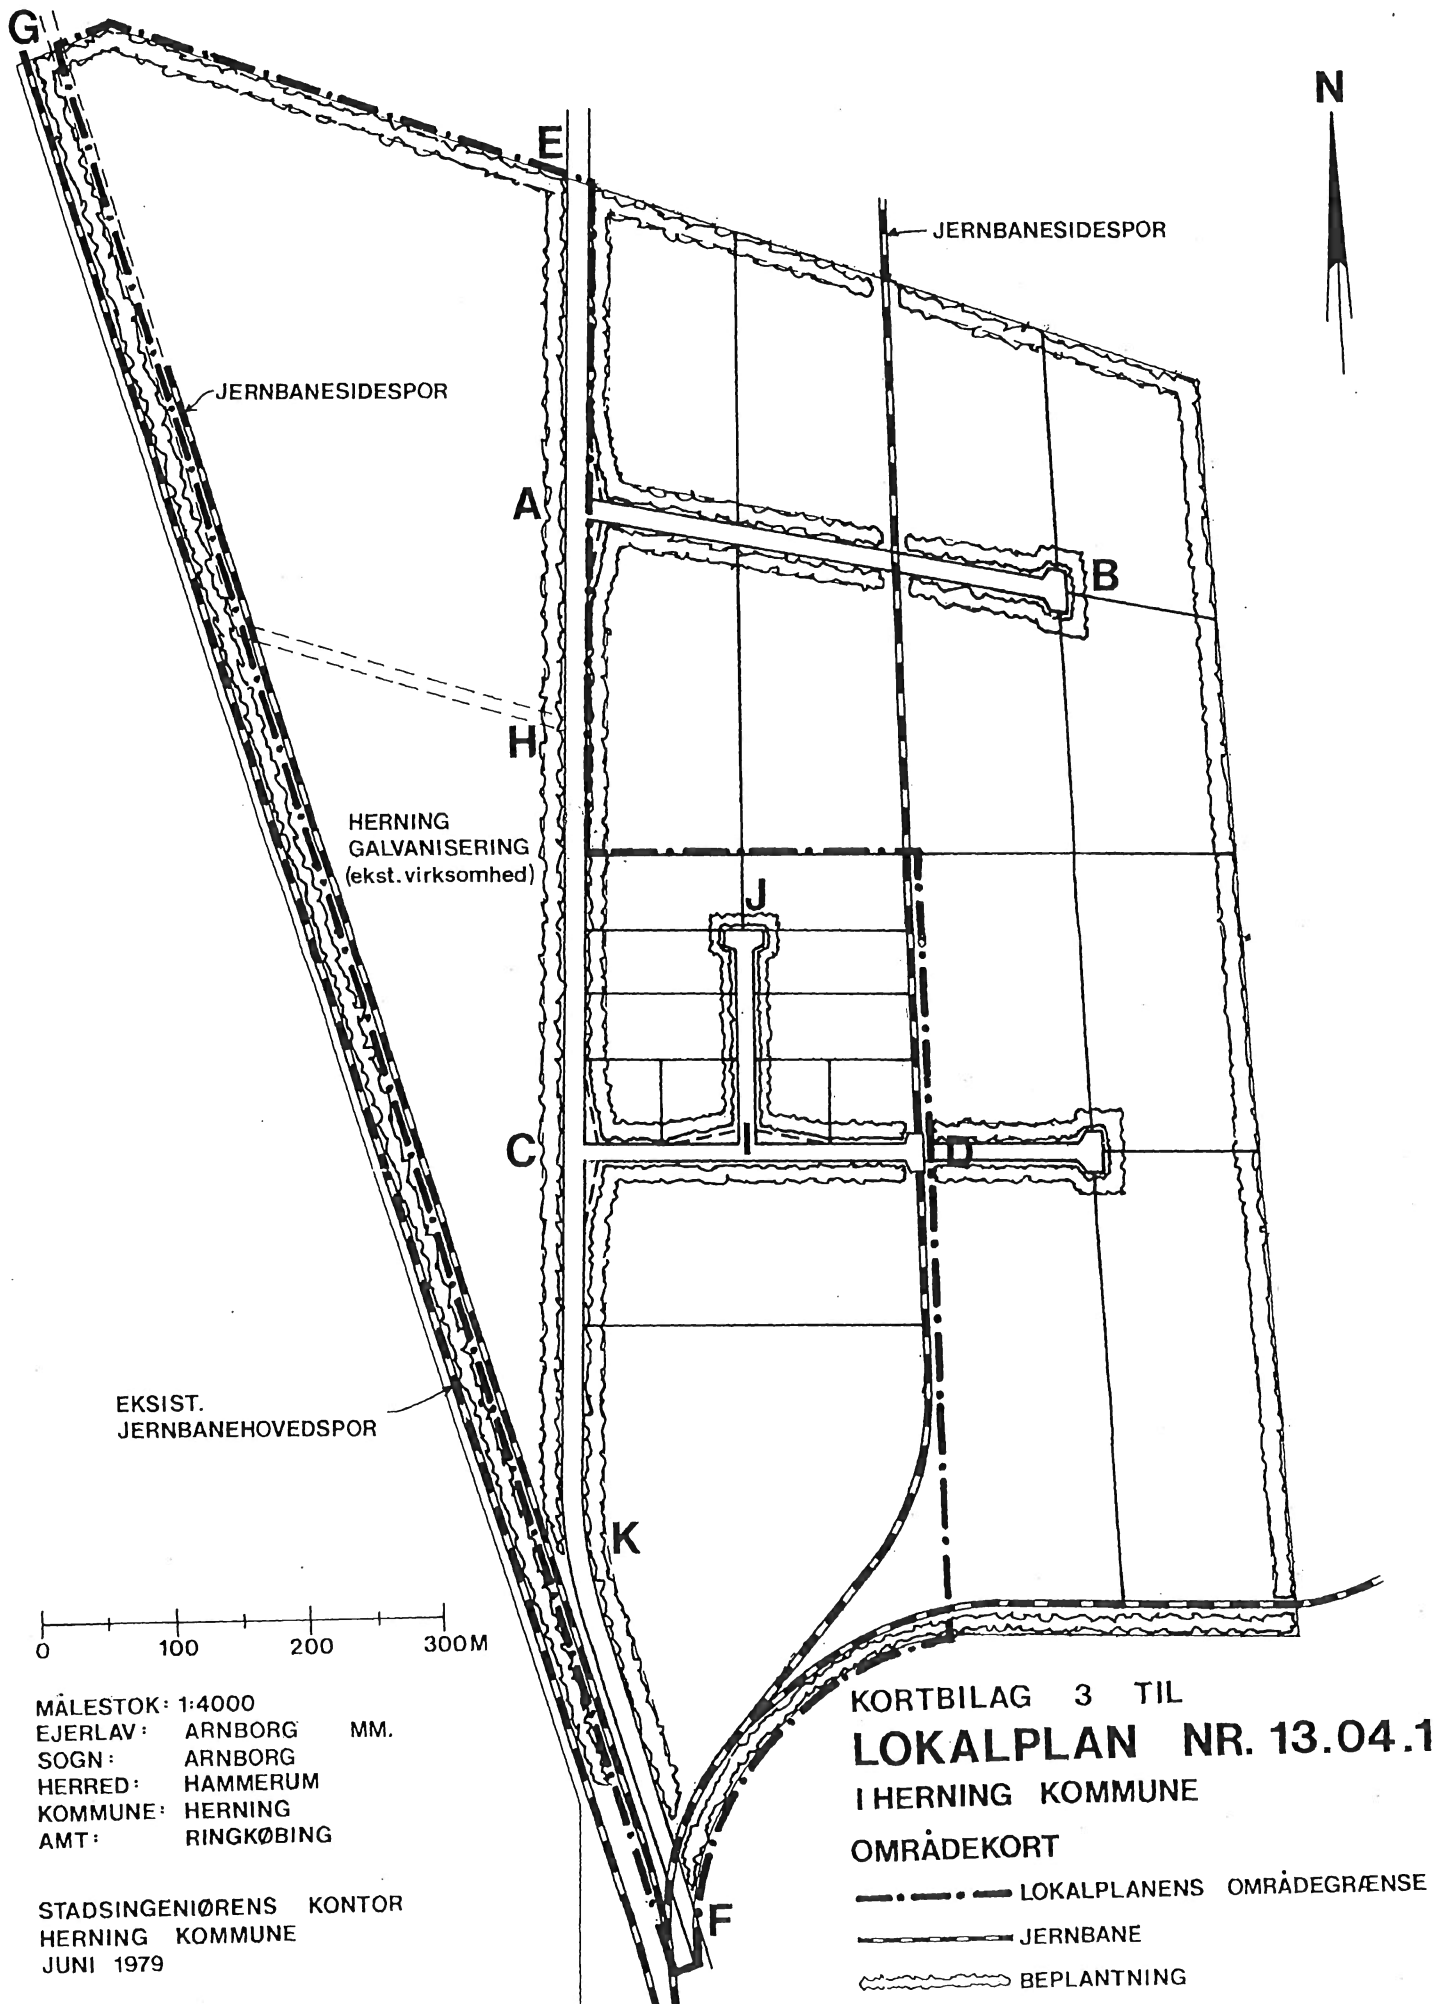 G
E
N
JERNBANESIDESPOR
JERNBANESIDESPOR
A
B
H
HERNING
GALVANISERING
(ekst. virksomhed)
J
C
I
D
EKSIST.
JERNBANEHOVEDSPOR
K
0 100 200 300M
MÅLESTOK: 1:4000
EJERLAV: ARNBORG MM.
SOGN: ARNBORG
HERRED: HAMMERUM
KOMMUNE: HERNING
AMT: RINGKØBING
STADSINGENIØRENS KONTOR
HERNING KOMMUNE
JUNI 1979
F
KORTBILAG 3 TIL
LOKALPLAN NR. 13.04.1
I HERNING KOMMUNE
OMRÅDEKORT
LOKALPLANENS OMRÅDEGRÆNSE
JERNBANE
BEPLANTNING